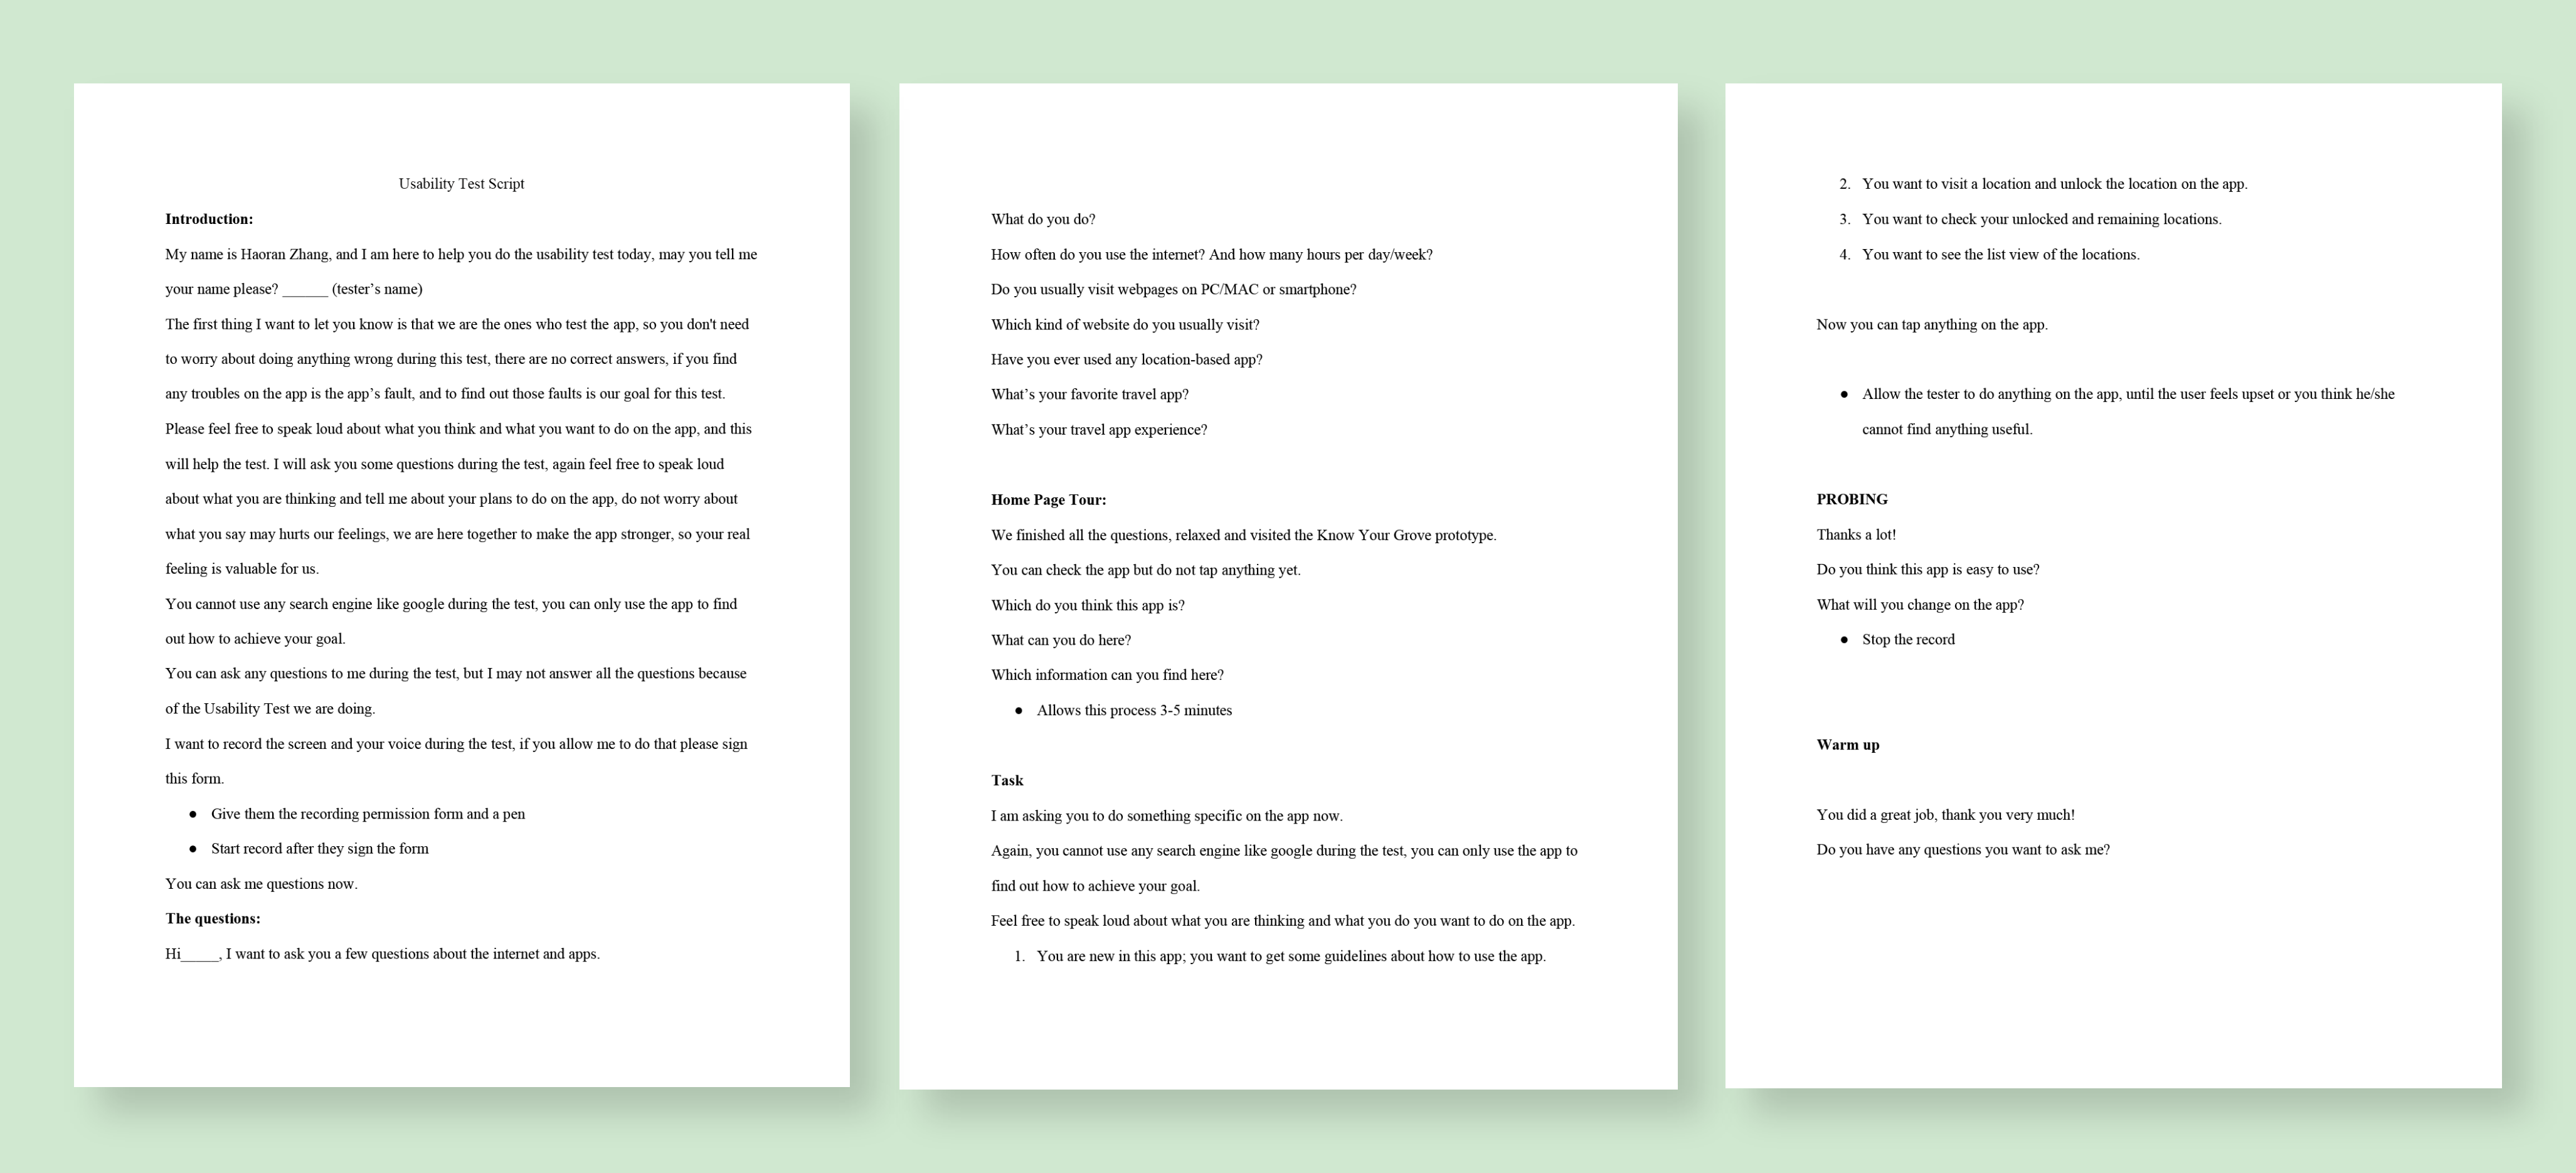 Usability Test Script
Introduction:
My name is Haoran Zhang, and I am here to help you do the usability test today, may you tell me
your name please? ______ (tester’s name)
The first thing I want to let you know is that we are the ones who test the app, so you don't need
to worry about doing anything wrong during this test, there are no correct answers, if you find
any troubles on the app is the app’s fault, and to find out those faults is our goal for this test.
Please feel free to speak loud about what you think and what you want to do on the app, and this
will help the test. I will ask you some questions during the test, again feel free to speak loud
about what you are thinking and tell me about your plans to do on the app, do not worry about
what you say may hurts our feelings, we are here together to make the app stronger, so your real
feeling is valuable for us.
You cannot use any search engine like google during the test, you can only use the app to find
out how to achieve your goal.
You can ask any questions to me during the test, but I may not answer all the questions because
of the Usability Test we are doing.
I want to record the screen and your voice during the test, if you allow me to do that please sign
this form.
● Give them the recording permission form and a pen
● Start record after they sign the form
You can ask me questions now.
The questions:
Hi_____, I want to ask you a few questions about the internet and apps.
What do you do?
How often do you use the internet? And how many hours per day/week?
Do you usually visit webpages on PC/MAC or smartphone?
Which kind of website do you usually visit?
Have you ever used any location-based app?
What’s your favorite travel app?
What’s your travel app experience?
Home Page Tour:
We finished all the questions, relaxed and visited the Know Your Grove prototype.
You can check the app but do not tap anything yet.
Which do you think this app is?
What can you do here?
Which information can you find here?
● Allows this process 3-5 minutes
Task
I am asking you to do something specific on the app now.
Again, you cannot use any search engine like google during the test, you can only use the app to
find out how to achieve your goal.
Feel free to speak loud about what you are thinking and what you do you want to do on the app.
1. You are new in this app; you want to get some guidelines about how to use the app.
2. You want to visit a location and unlock the location on the app.
3. You want to check your unlocked and remaining locations.
4. You want to see the list view of the locations.
Now you can tap anything on the app.
● Allow the tester to do anything on the app, until the user feels upset or you think he/she
cannot find anything useful.
PROBING
Thanks a lot!
Do you think this app is easy to use?
What will you change on the app?
● Stop the record
Warm up
You did a great job, thank you very much!
Do you have any questions you want to ask me?